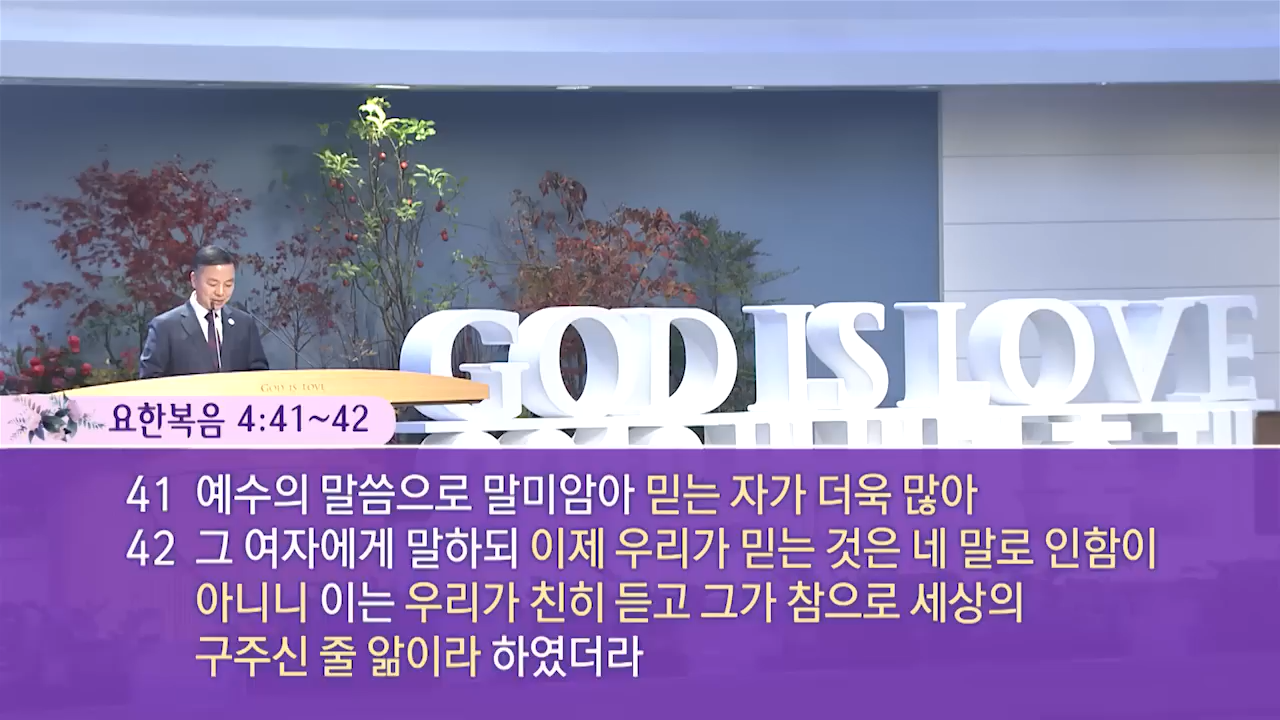 GOD IS LOVE
GOD IS LOVE
요한복음 4:41~42
41 예수의 말씀으로 말미암아 믿는 자가 더욱 많아
42 그 여자에게 말하되 이제 우리가 믿는 것은 네 말로 인함이
아니니 이는 우리가 친히 듣고 그가 참으로 세상의
구주신 줄 앎이라 하였더라